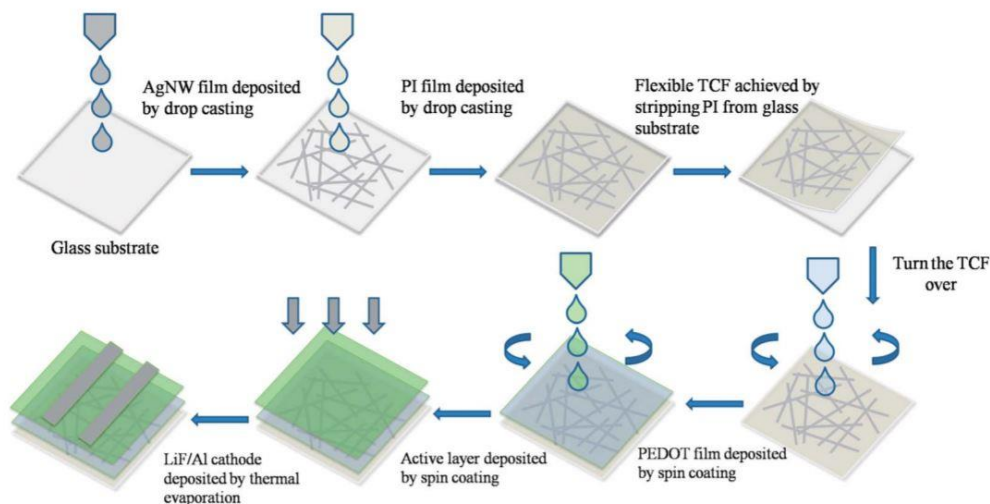 AgNW film deposited
by drop casting
PI film deposited
by drop casting
Flexible TCF achieved by
stripping PI from glass
substrate
Glass substrate
Turn the TCF
over
LiF/Al cathode
deposited by thermal
evaporation
Active layer deposited
by spin coating
PEDOT film deposited
by spin coating